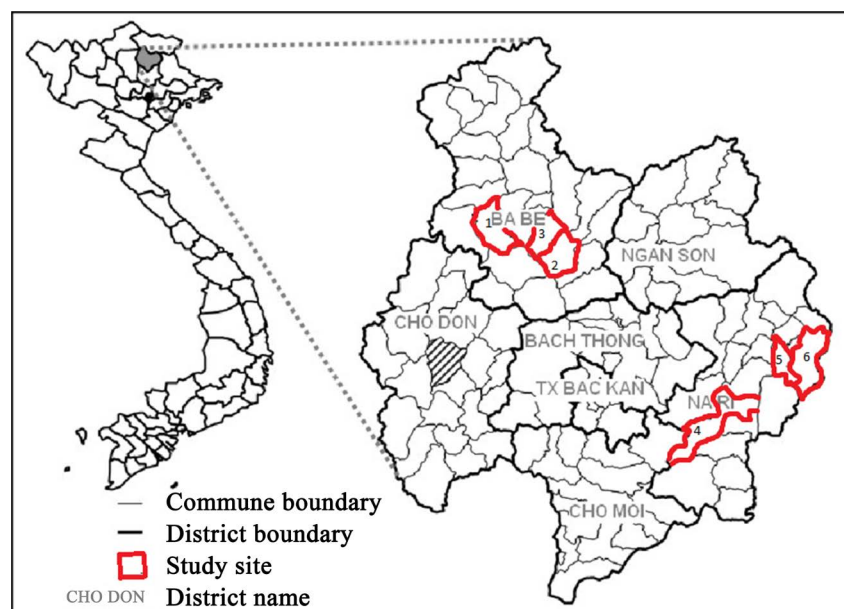 1
BA BE
3
2
NGAN SON
CHO DON
BACH THONG
5
6
TX BAC KAN
NA RI
4
CHO MOI
Commune boundary
District boundary
Study site
CHO DON District name